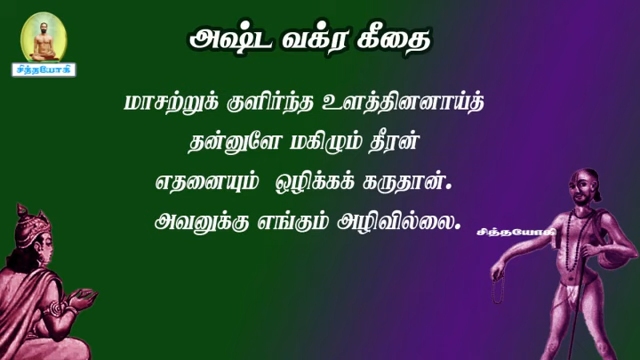 அஷ்ட வக்ர கீதை
சித்தயோகி
மாசற்றுக் குளிர்ந்த உளத்தினனாய்த்
தன்னுளே மகிழும் தீரன்
எதனையும் ஒழிக்கக் கருதான்.
அவனுக்கு எங்கும் அழிவில்லை.
சித்தயோகி